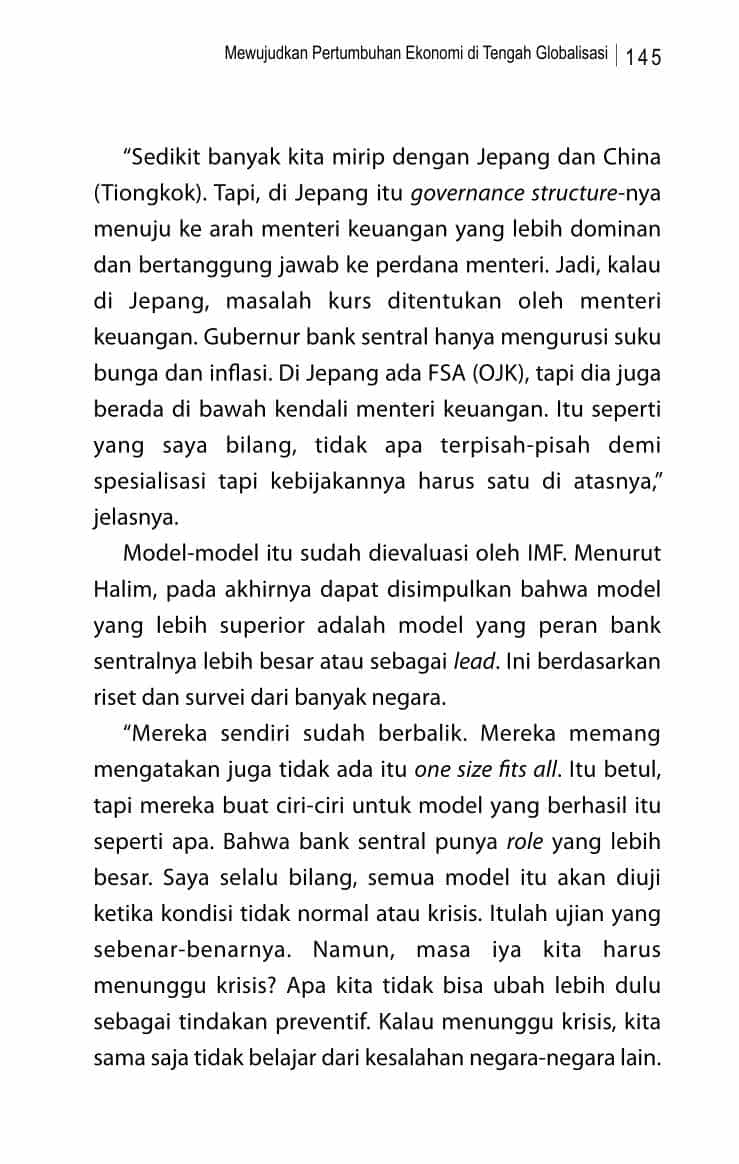 Mewujudkan Pertumbuhan Ekonomi di Tengah Globalisasi | 145
“Sedikit banyak kita mirip dengan Jepang dan China
(Tiongkok). Tapi, di Jepang itu governance structure-nya
menuju ke arah menteri keuangan yang lebih dominan
dan bertanggung jawab ke perdana menteri. Jadi, kalau
di Jepang, masalah kurs ditentukan oleh menteri
keuangan. Gubernur bank sentral hanya mengurusi suku
bunga dan inflasi. Di Jepang ada FSA (OJK), tapi dia juga
berada di bawah kendali menteri keuangan. Itu seperti
yang saya bilang, tidak apa terpisah-pisah demi
spesialisasi tapi kebijakannya harus satu di atasnya,”
jelasnya.
Model-model itu sudah dievaluasi oleh IMF. Menurut
Halim, pada akhirnya dapat disimpulkan bahwa model
yang lebih superior adalah model yang peran bank
sentralnya lebih besar atau sebagai lead. Ini berdasarkan
riset dan survei dari banyak negara.
“Mereka sendiri sudah berbalik. Mereka memang
mengatakan juga tidak ada itu one size fits all. Itu betul,
tapi mereka buat ciri-ciri untuk model yang berhasil itu
seperti apa. Bahwa bank sentral punya role yang lebih
besar. Saya selalu bilang, semua model itu akan diuji
ketika kondisi tidak normal atau krisis. Itulah ujian yang
sebenar-benarnya. Namun, masa iya kita harus
menunggu krisis? Apa kita tidak bisa ubah lebih dulu
sebagai tindakan preventif. Kalau menunggu krisis, kita
sama saja tidak belajar dari kesalahan negara-negara lain.